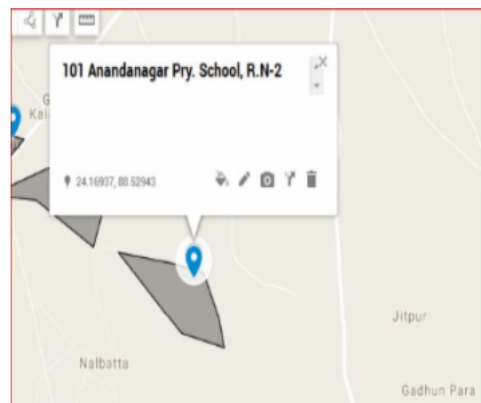 101 Anandanagar Pry. School, R.N-2
24.16937, 88.52943
Jitpur
Nalbatta
Gadhun Para